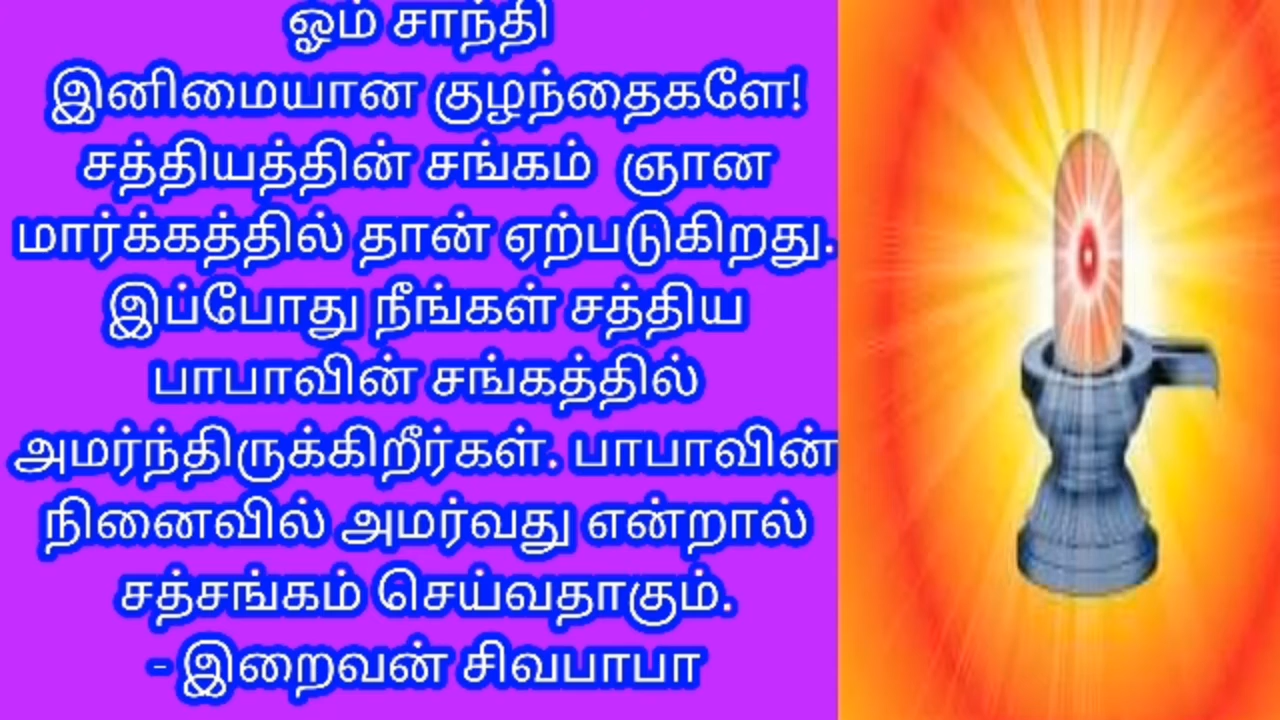 ஓம் சாந்தி
இனிமையான குழந்தைகளே!
சத்தியத்தின் சங்கம் ஞான
மார்க்கத்தில் தான் ஏற்படுகிறது.
இப்போது நீங்கள் சத்திய
பாபாவின் சங்கத்தில்
அமர்ந்திருக்கிறீர்கள். பாபாவின்
நினைவில் அமர்வது என்றால்
சத்சங்கம் செய்வதாகும்.
- இறைவன் சிவபாபா